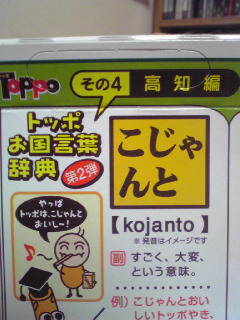 Toppo
その4 高知編
トッポ
お国言葉
辞典
第2弾
こじゃ
んと
【kojanto】
※発音はイメージです
副 すごく、大変、
という意味。
例）こじゃんとおい
しいトッポやき、
やっぱ
トッポは、こじゃんと
おいしー!